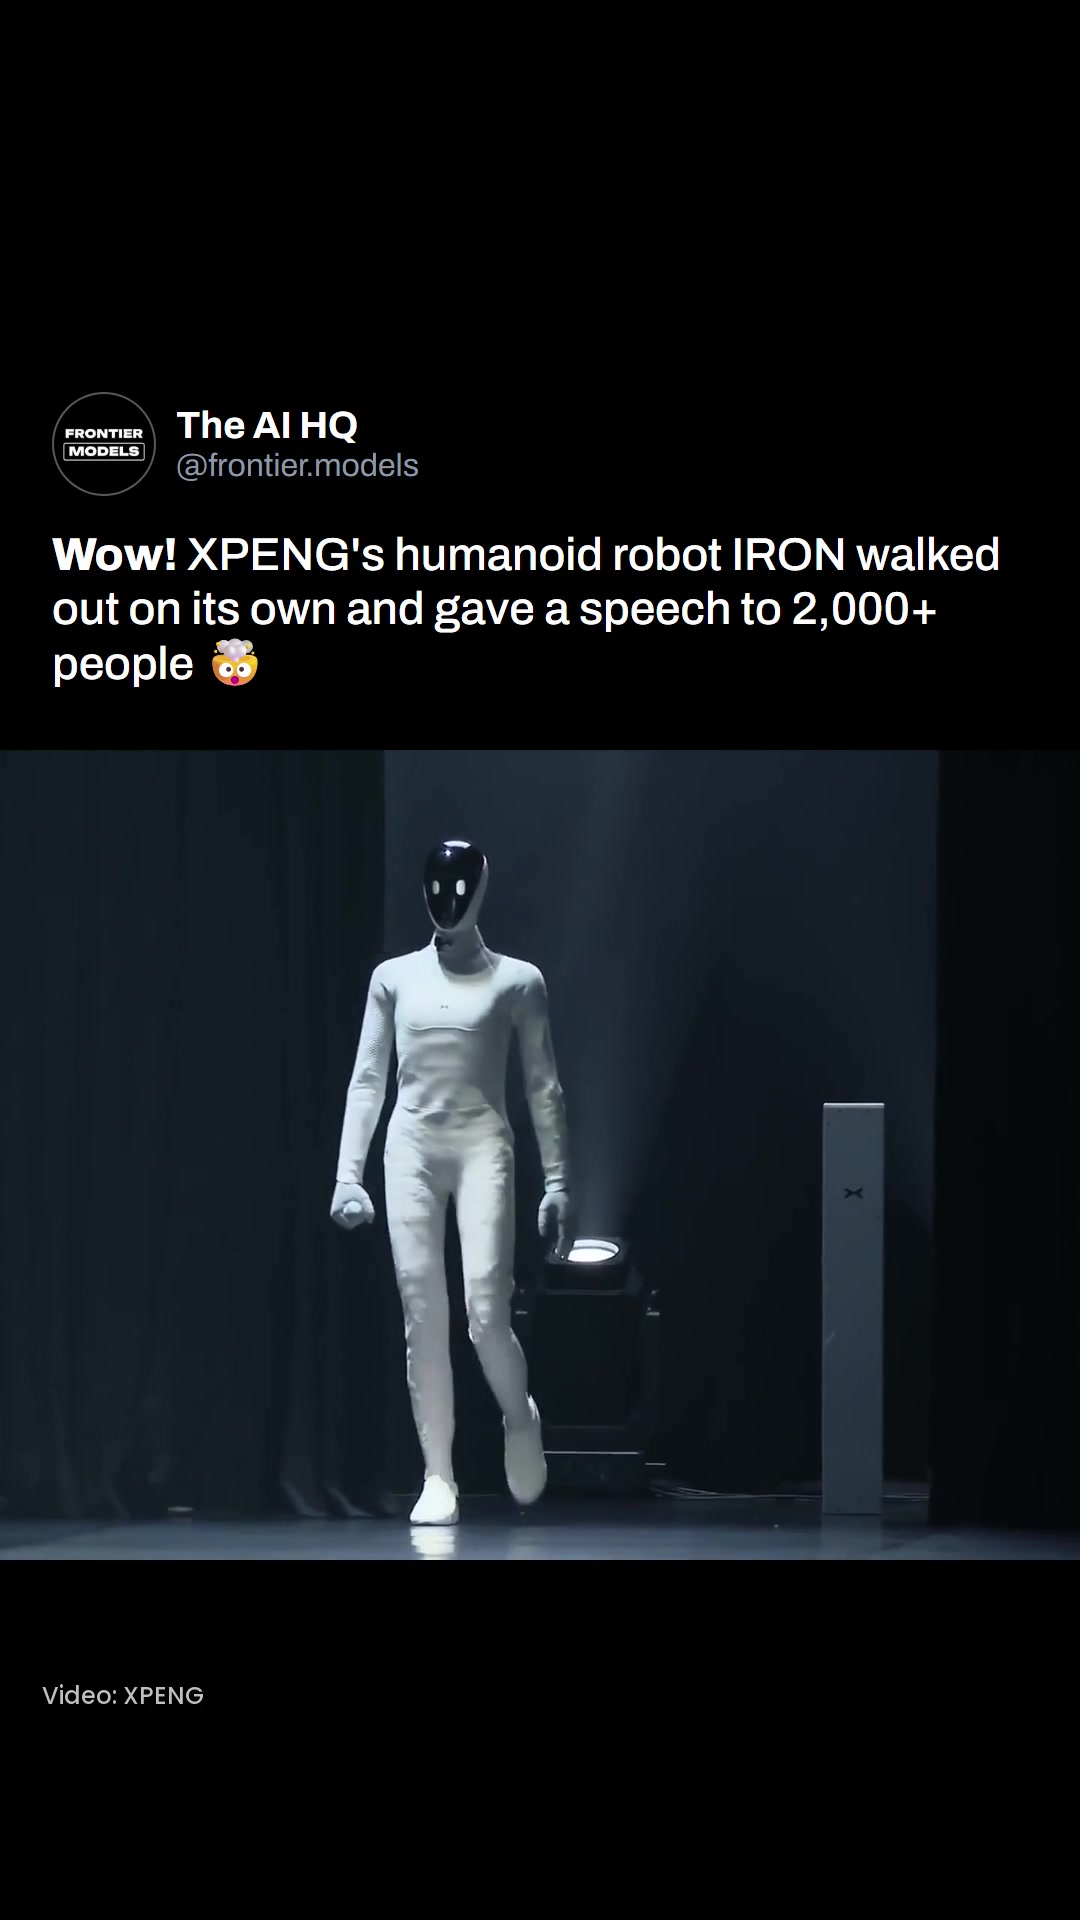 FRONTIER
MODELS
The AI HQ
@frontier.models
Wow! XPENG's humanoid robot IRON walked
out on its own and gave a speech to 2,000+
people 🤯
Video: XPENG